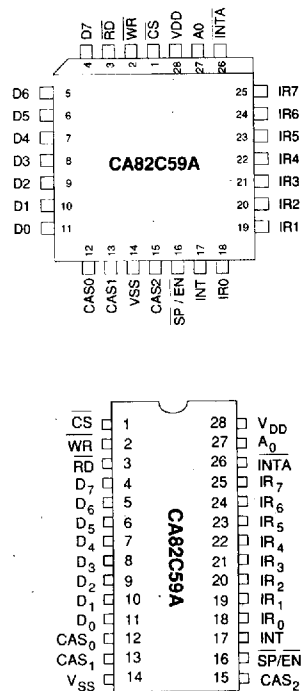 D7 RD WR CS VDD A0 INTA
4 3 2 1 28 27 26
D6 5 25 IR7
D5 6 24 IR6
D4 7 23 IR5
D3 8 CA82C59A 22 IR4
D2 9 21 IR3
D1 10 20 IR2
D0 11 19 IR1
12 13 14 15 16 17 18
CAS0 CAS1 VSS CAS2 SP / EN INT IR0
CS 1 28 VDD
WR 2 27 A0
RD 3 26 INTA
D7 4 25 IR7
D6 5 24 IR6
D5 6 23 IR5
D4 7 22 IR4
D3 8 21 IR3
D2 9 20 IR2
D1 10 19 IR1
D0 11 18 IR0
CAS0 12 17 INT
CAS1 13 16 SP/EN
VSS 14 15 CAS2
CA82C59A